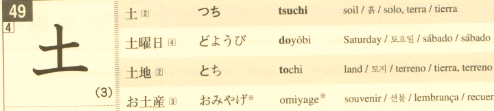 49
4
土
(3)
土 ② つち tsuchi soil / 흙 / solo, terra / tierra
土曜日 ④ どようび doyōbi Saturday / 토요일 / sábado / sábado
土地 ② とち tochi land / 토지 / terreno / tierra, terreno
お土産 ③ おみやげ※ omiyage※ souvenir / 선물 / lembrança / recuer